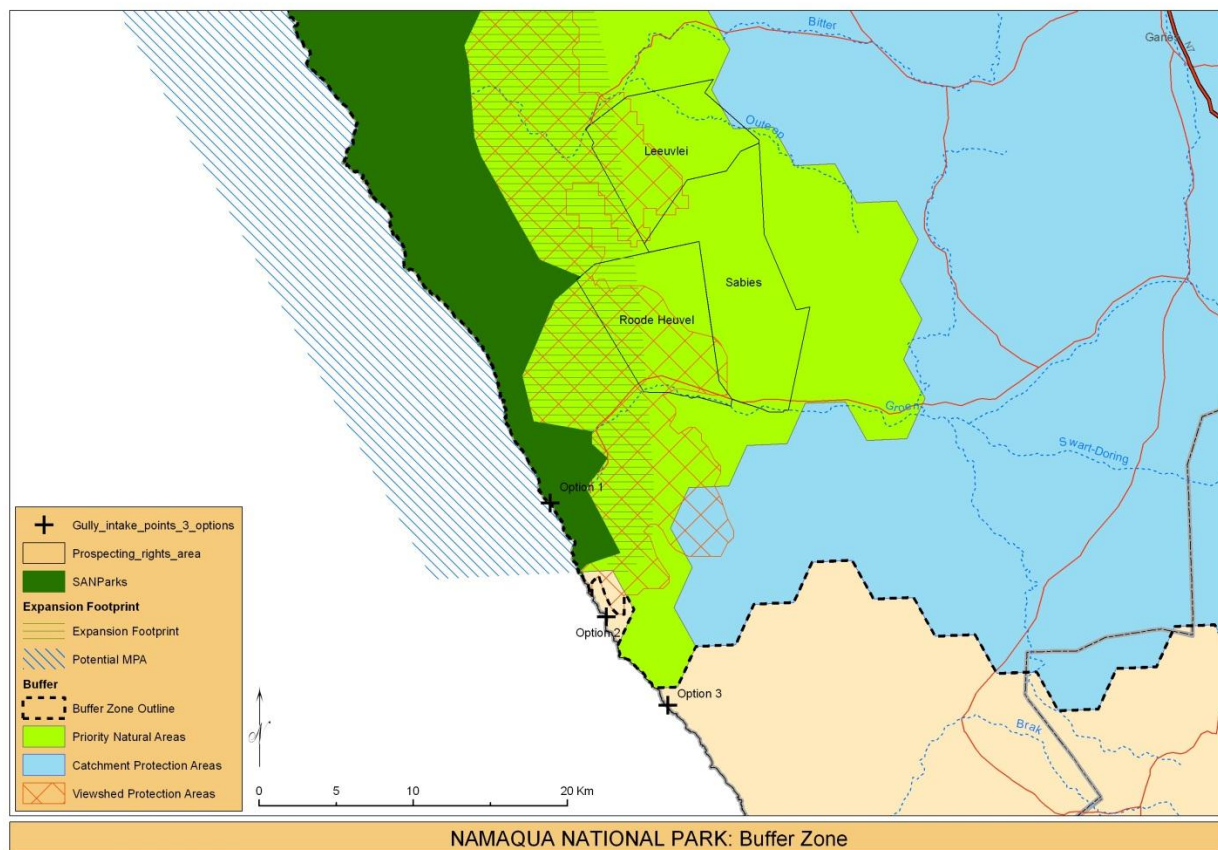 Bitter
Gane
N7
Outeep
Leeuvlei
Sabies
Roode Heuvel
Groen
Swart-Doring
Option 1
Option 2
Option 3
Brak
Gully_intake_points_3_options
Prospecting_rights_area
SANParks
Expansion Footprint
Expansion Footprint
Potential MPA
Buffer
Buffer Zone Outline
Priority Natural Areas
Catchment Protection Areas
Viewshed Protection Areas
0 5 10 20 Km
NAMAQUA NATIONAL PARK: Buffer Zone